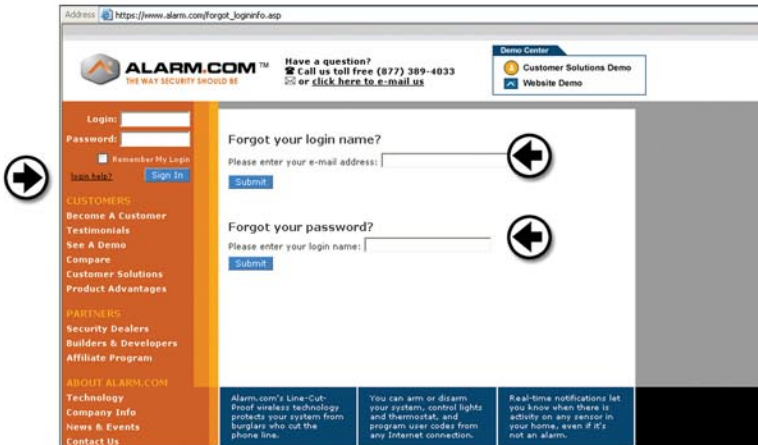 Address https://www.alarm.com/forgot_logininfo.asp
ALARM.COM™
THE WAY SECURITY SHOULD BE
Have a question?
Call us toll free (877) 389-4033
or click here to e-mail us
Demo Center
Customer Solutions Demo
Website Demo
Login:
Password:
Remember My Login
login help?
Sign In
CUSTOMERS
Become A Customer
Testimonials
See A Demo
Compare
Customer Solutions
Product Advantages
PARTNERS
Security Dealers
Builders & Developers
Affiliate Program
ABOUT ALARM.COM
Technology
Company Info
News & Events
Contact Us
Forgot your login name?
Please enter your e-mail address:
Submit
Forgot your password?
Please enter your login name:
Submit
Alarm.com's Line-Cut-
Proof wireless technology
protects your system from
burglars who cut the
phone line.
You can arm or disarm
your system, control lights
and thermostat, and
program user codes from
any Internet connection.
Real-time notifications let
you know when there is
activity on any sensor in
your home, even if it's
not an alarm.